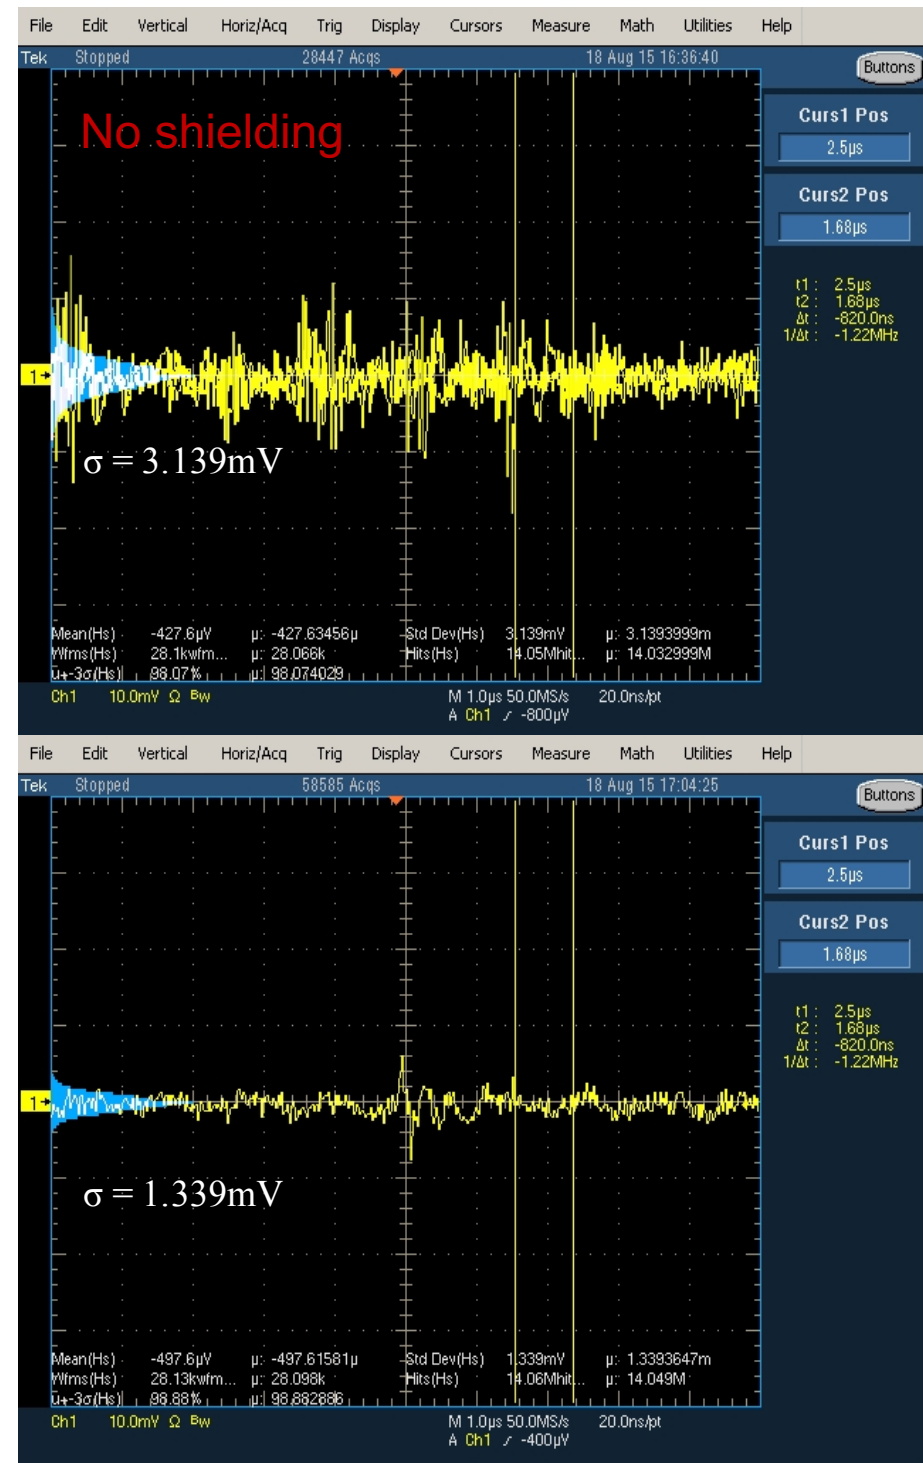 File Edit Vertical Horiz/Acq Trig Display Cursors Measure Math Utilities Help
Tek Stopped 28447 Acqs 18 Aug 15 16:36:40
Buttons
No shielding
Curs1 Pos
2.5µs
Curs2 Pos
1.68µs
t1 : 2.5µs
t2 : 1.68µs
Δt : -820.0ns
1/Δt : -1.22MHz
1
σ = 3.139mV
Mean(Hs) -427.6µV µ: -427.63456µ Std Dev(Hs) 3.139mV µ: 3.1393999m
Wfms(Hs) 28.1kwfm... µ: 28.066k Hits(Hs) 14.05Mhit... µ: 14.032999M
µ+-3σ(Hs) 98.07% µ: 98.074029
Ch1 10.0mV Ω Bw M 1.0µs 50.0MS/s 20.0ns/pt
A Ch1 -800µV
File Edit Vertical Horiz/Acq Trig Display Cursors Measure Math Utilities Help
Tek Stopped 58585 Acqs 18 Aug 15 17:04:25
Buttons
Curs1 Pos
2.5µs
Curs2 Pos
1.68µs
t1 : 2.5µs
t2 : 1.68µs
Δt : -820.0ns
1/Δt : -1.22MHz
1
σ = 1.339mV
Mean(Hs) -497.6µV µ: -497.61581µ Std Dev(Hs) 1.339mV µ: 1.3393647m
Wfms(Hs) 28.13kwfm... µ: 28.098k Hits(Hs) 14.06Mhit... µ: 14.049M
µ+-3σ(Hs) 98.88% µ: 98.882886
Ch1 10.0mV Ω Bw M 1.0µs 50.0MS/s 20.0ns/pt
A Ch1 -400µV